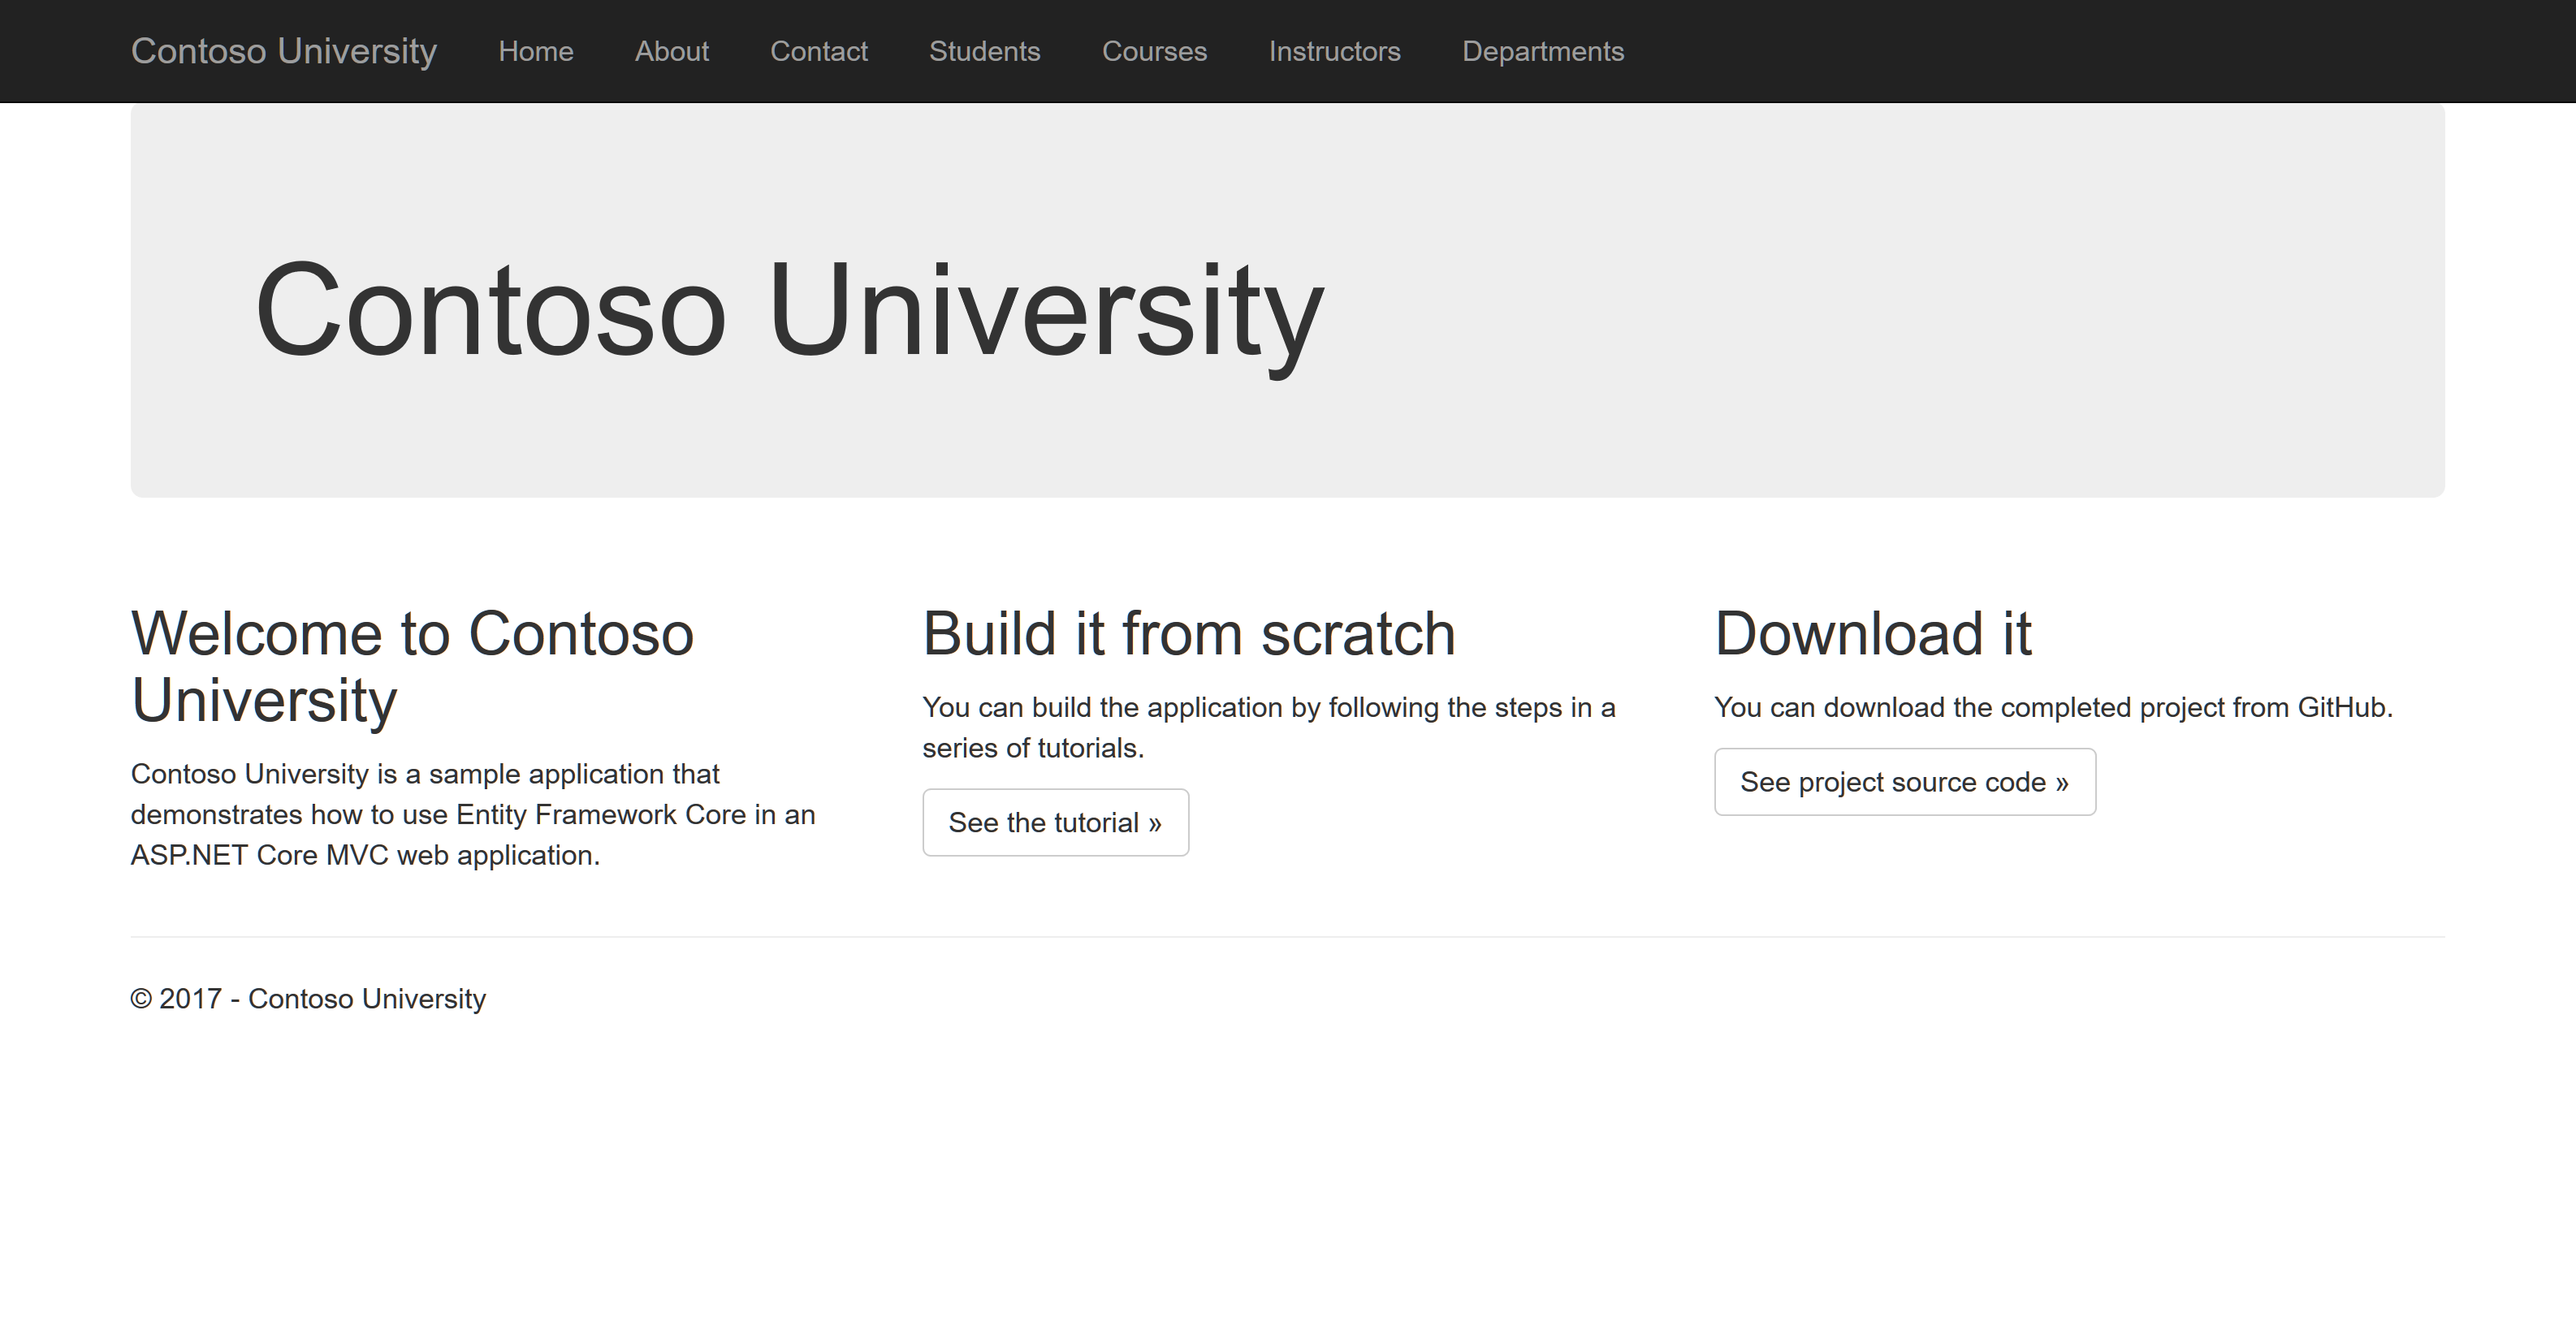 Contoso University Home About Contact Students Courses Instructors Departments
Contoso University
Welcome to Contoso
University
Contoso University is a sample application that
demonstrates how to use Entity Framework Core in an
ASP.NET Core MVC web application.
Build it from scratch
You can build the application by following the steps in a
series of tutorials.
See the tutorial »
Download it
You can download the completed project from GitHub.
See project source code »
© 2017 - Contoso University